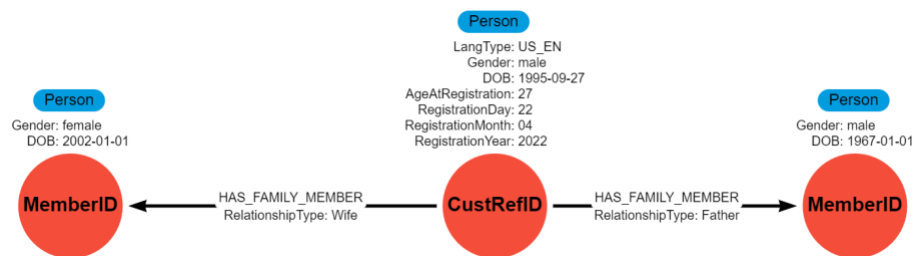 Person
Gender: female
DOB: 2002-01-01
MemberID
HAS_FAMILY_MEMBER
RelationshipType: Wife
Person
LangType: US_EN
Gender: male
DOB: 1995-09-27
AgeAtRegistration: 27
RegistrationDay: 22
RegistrationMonth: 04
RegistrationYear: 2022
CustRefID
HAS_FAMILY_MEMBER
RelationshipType: Father
Person
Gender: male
DOB: 1967-01-01
MemberID